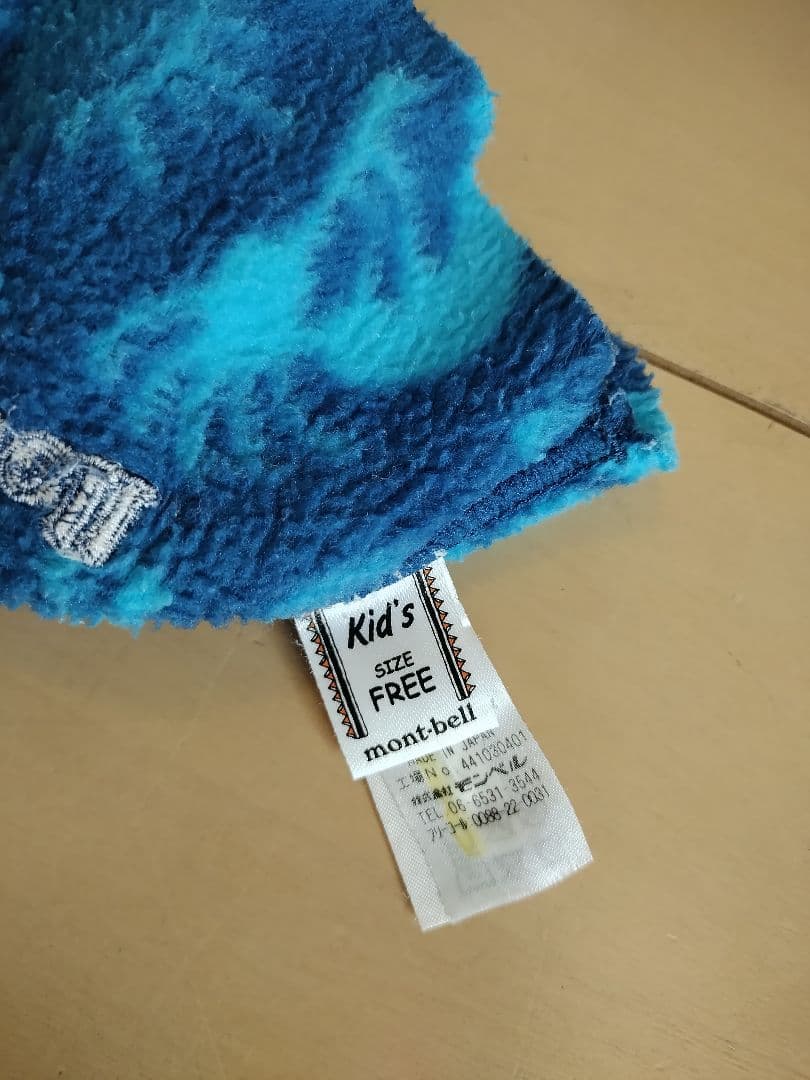 Kid's
SIZE
FREE
mont-bell
MADE IN JAPAN
工場No.441030401
株式会社モンベル
TEL 06-6531-3544
フリーコール 0088-22-0031